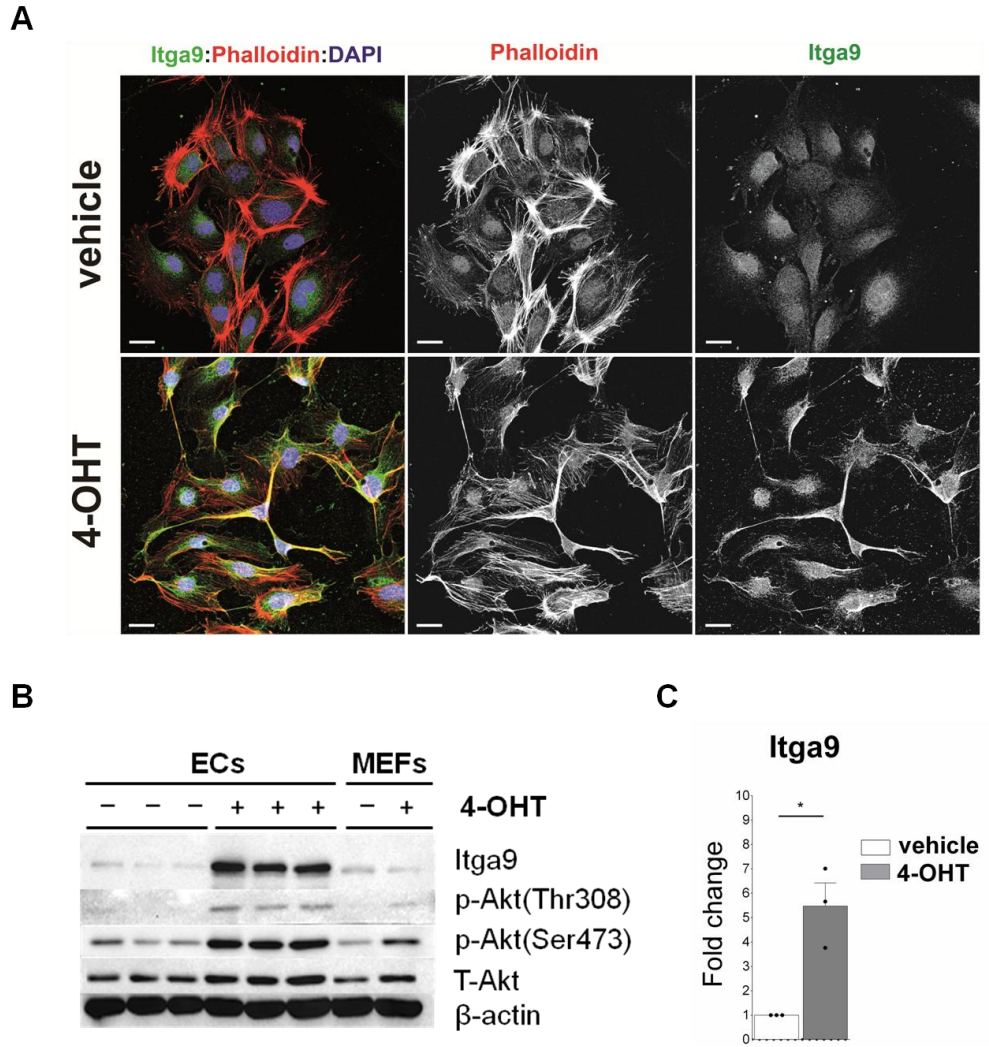 A
Itga9:Phalloidin:DAPI Phalloidin Itga9
vehicle
4-OHT
B
ECs MEFs
− − − + + + − + 4-OHT
Itga9
p-Akt(Thr308)
p-Akt(Ser473)
T-Akt
β-actin
C
Itga9
Fold change
10
9
8
7
6
5
4
3
2
1
0
*
vehicle
4-OHT